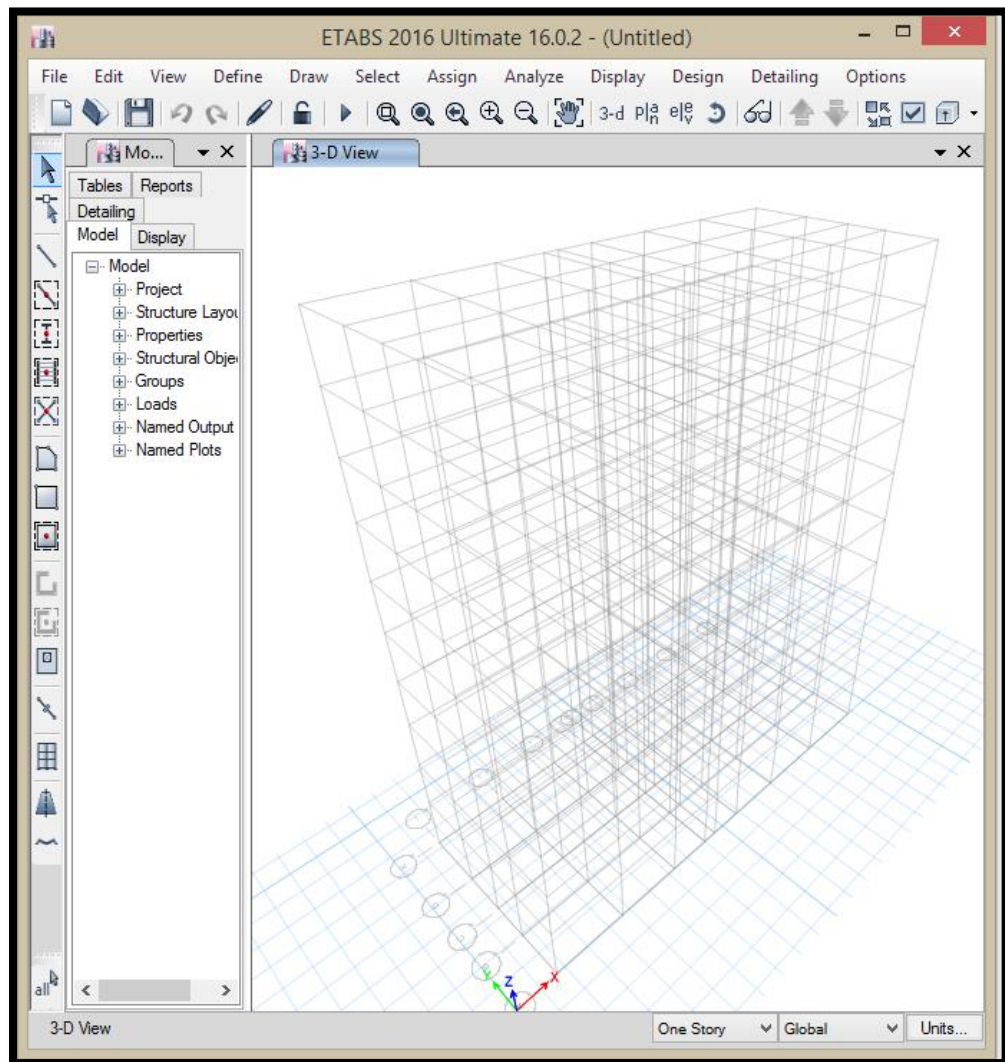 ETABS 2016 Ultimate 16.0.2 - (Untitled)
File Edit View Define Draw Select Assign Analyze Display Design Detailing Options
3-d
Mo...
3-D View
Tables Reports
Detailing
Model Display
Model
Project
Structure Layou
Properties
Structural Obje
Groups
Loads
Named Output
Named Plots
Y Z X
all
3-D View One Story Global Units...